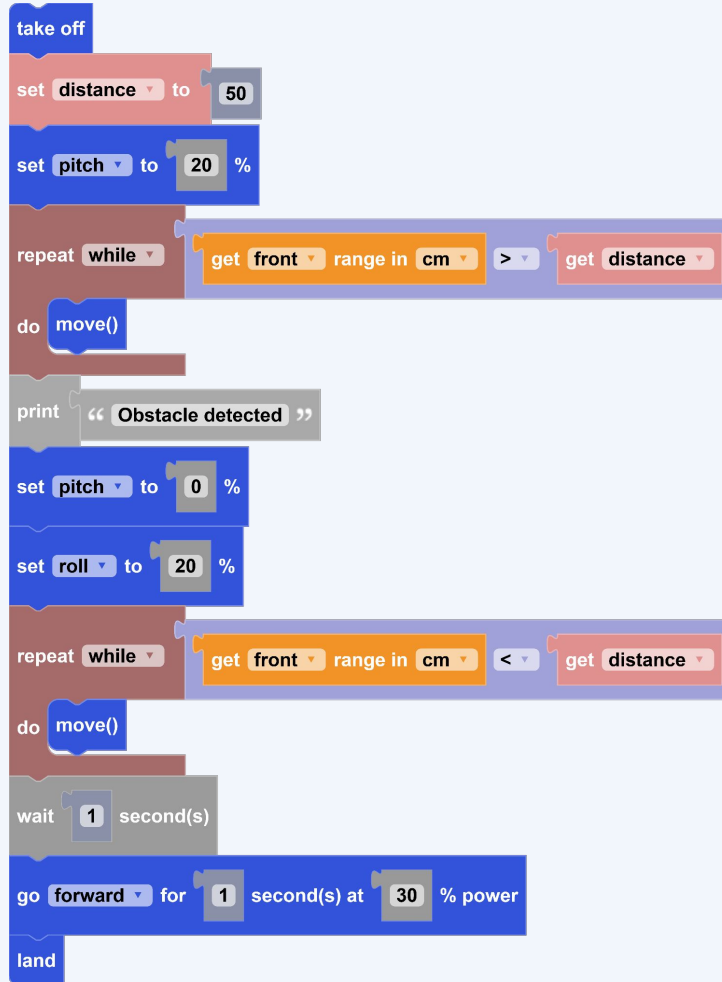 take off
set distance to 50
set pitch to 20 %
repeat while get front range in cm > get distance
do move()
print “ Obstacle detected ”
set pitch to 0 %
set roll to 20 %
repeat while get front range in cm < get distance
do move()
wait 1 second(s)
go forward for 1 second(s) at 30 % power
land